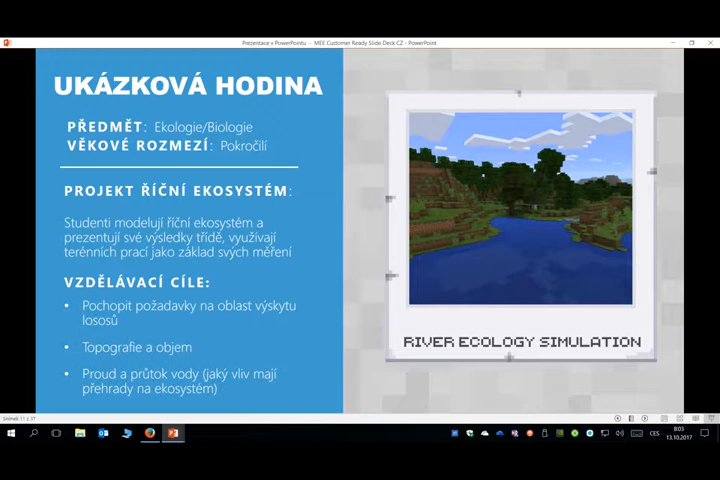 Prezentace v PowerPointu - MEE Customer Ready Slide Deck CZ - PowerPoint
UKÁZKOVÁ HODINA
PŘEDMĚT: Ekologie/Biologie
VĚKOVÉ ROZMEZÍ: Pokročilí
PROJEKT ŘÍČNÍ EKOSYSTÉM:
Studenti modelují říční ekosystém a
prezentují své výsledky třídě, využívají
terénních prací jako základ svých měření
VZDĚLÁVACÍ CÍLE:
• Pochopit požadavky na oblast výskytu
lososů
• Topografie a objem
• Proud a průtok vody (jaký vliv mají
přehrady na ekosystém)
RIVER ECOLOGY SIMULATION
Snímek 11 z 37
CES
8:03
13.10.2017